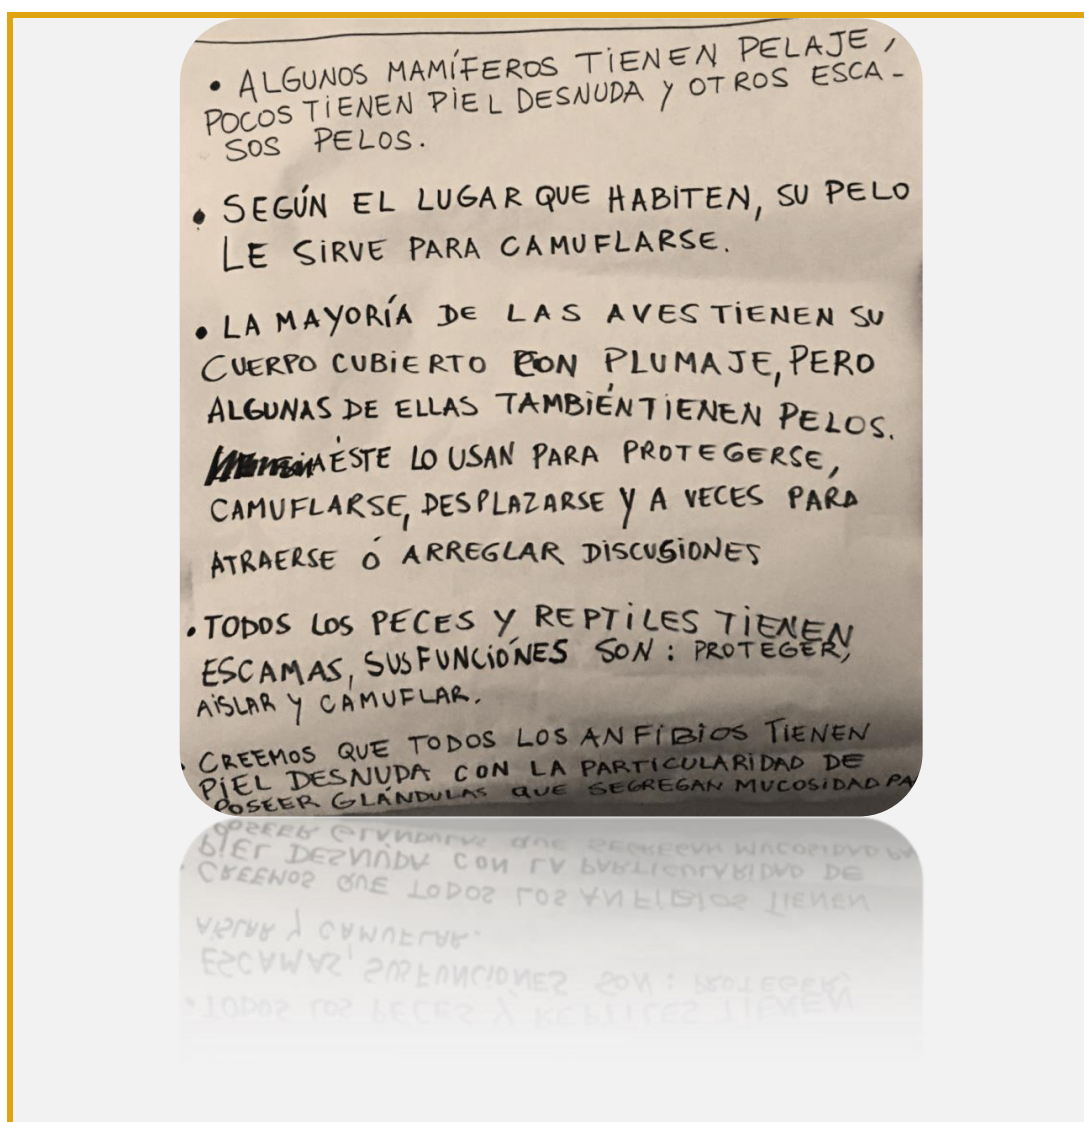 • ALGUNOS MAMÍFEROS TIENEN PELAJE,
POCOS TIENEN PIEL DESNUDA Y OTROS ESCA-
SOS PELOS.
• SEGÚN EL LUGAR QUE HABITEN, SU PELO
LE SIRVE PARA CAMUFLARSE.
• LA MAYORÍA DE LAS AVES TIENEN SU
CUERPO CUBIERTO CON PLUMAJE, PERO
ALGUNAS DE ELLAS TAMBIÉN TIENEN PELOS.
ÉSTE LO USAN PARA PROTEGERSE,
CAMUFLARSE, DESPLAZARSE Y A VECES PARA
ATRAERSE Ó ARREGLAR DISCUSIONES
• TODOS LOS PECES Y REPTILES TIENEN
ESCAMAS, SUS FUNCIÓNES SON: PROTEGER,
AISLAR Y CAMUFLAR.
• CREEMOS QUE TODOS LOS ANFIBIOS TIENEN
PIEL DESNUDA CON LA PARTICULARIDAD DE
POSEER GLÁNDULAS QUE SEGREGAN MUCOSIDAD PA